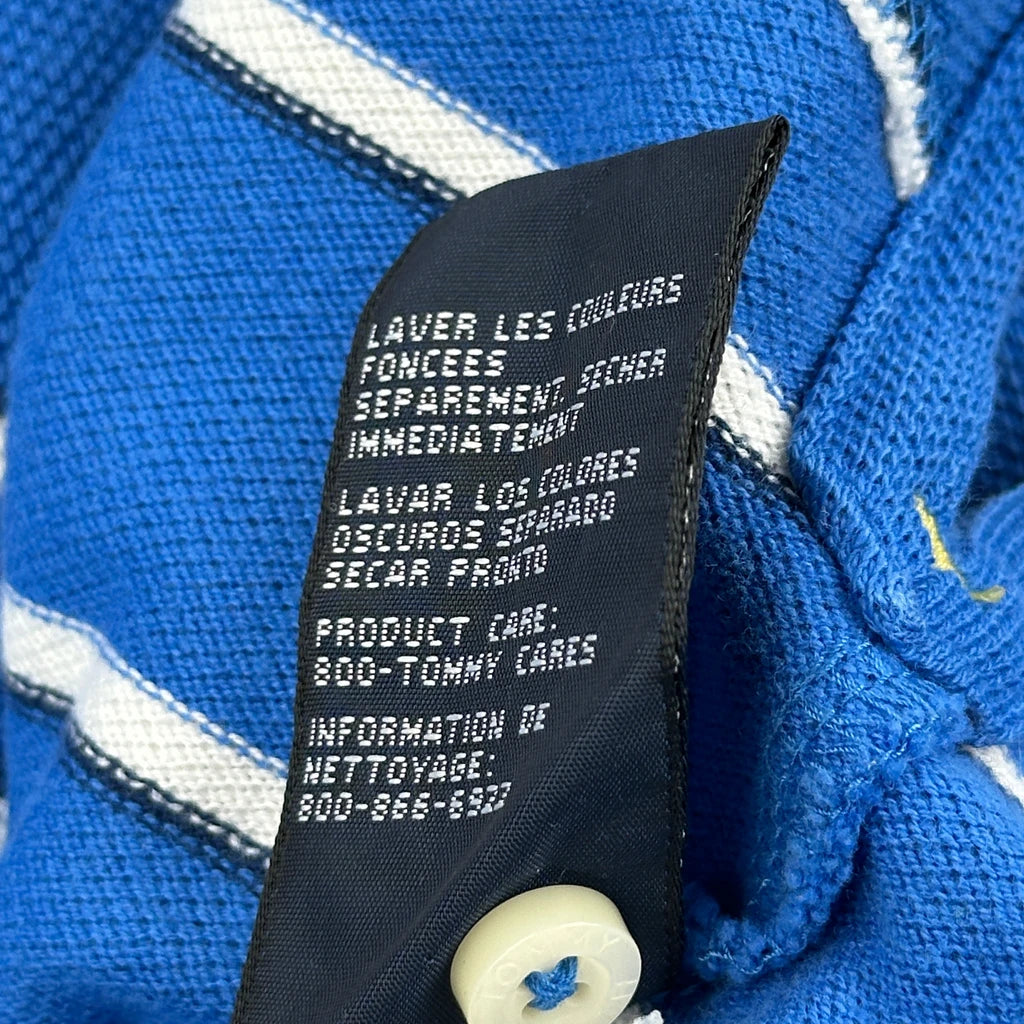 LAVER LES COULEURS
FONCEES
SEPAREMENT. SECHER
IMMEDIATEMENT
LAVAR LOS COLORES
OSCUROS SEPARADO
SECAR PRONTO
PRODUCT CARE:
800-TOMMY CARES
INFORMATION DE
NETTOYAGE:
800-866-6922